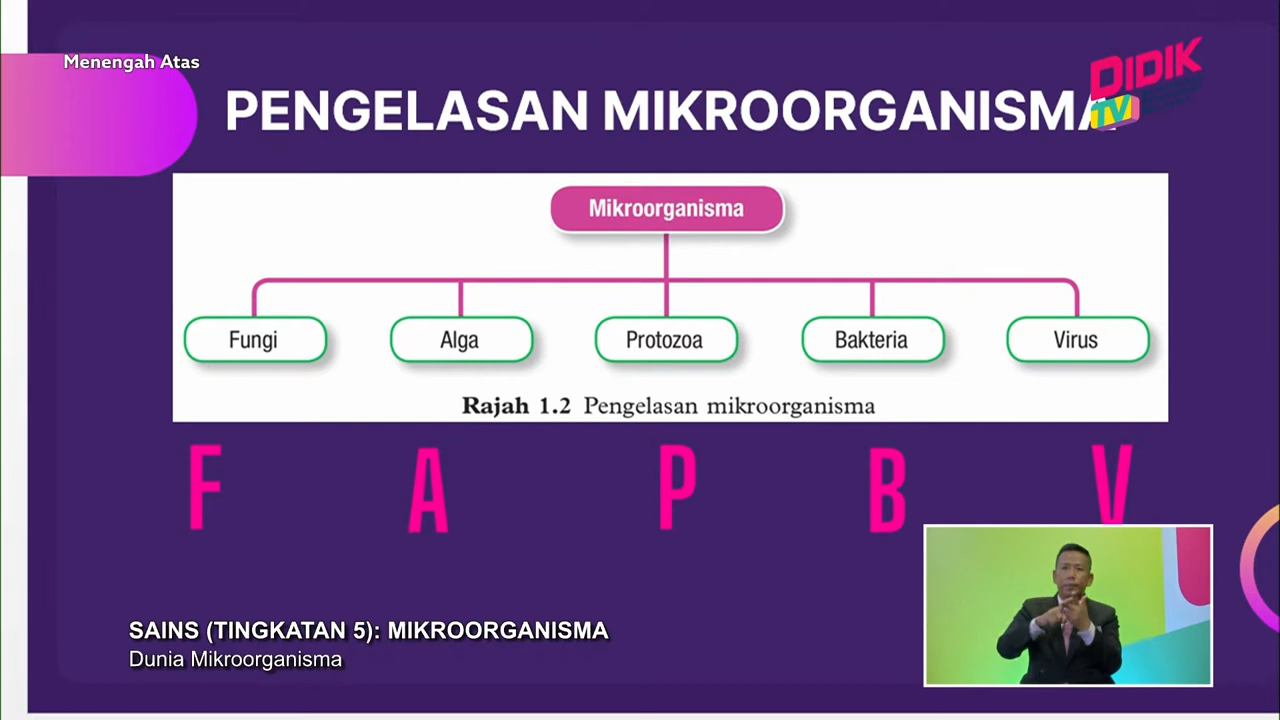 Menengah Atas
DIDIK
TV
PENGELASAN MIKROORGANISMA
Mikroorganisma
Fungi
Alga
Protozoa
Bakteria
Virus
Rajah 1.2 Pengelasan mikroorganisma
F A P B V
SAINS (TINGKATAN 5): MIKROORGANISMA
Dunia Mikroorganisma